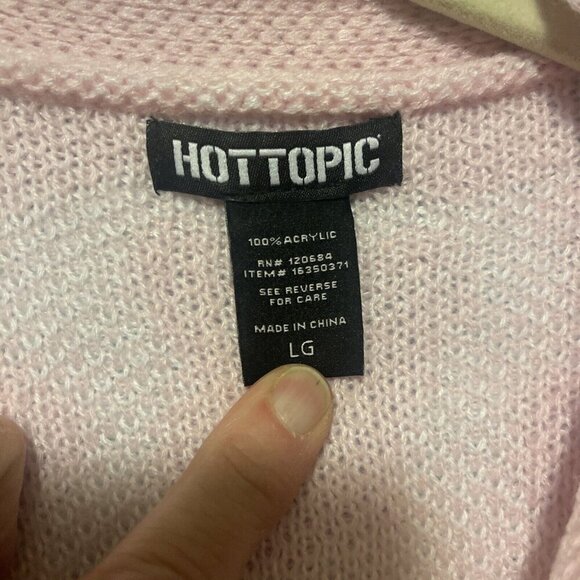 HOTTOPIC
100% ACRYLIC
RN# 120684
ITEM# 16350371
SEE REVERSE
FOR CARE
MADE IN CHINA
LG